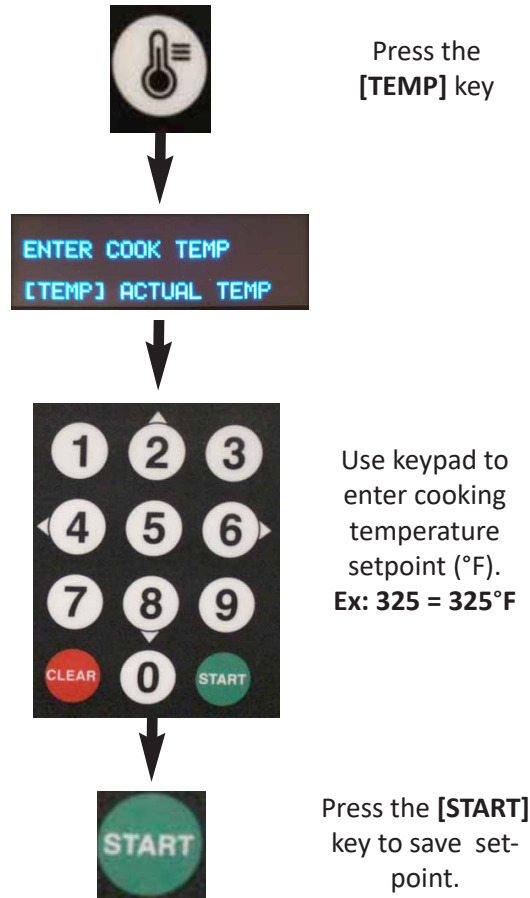 Press the
[TEMP] key
ENTER COOK TEMP
[TEMP] ACTUAL TEMP
1 2 3
4 5 6
7 8 9
CLEAR 0 START
Use keypad to
enter cooking
temperature
setpoint (°F).
Ex: 325 = 325°F
START
Press the [START]
key to save set-
point.